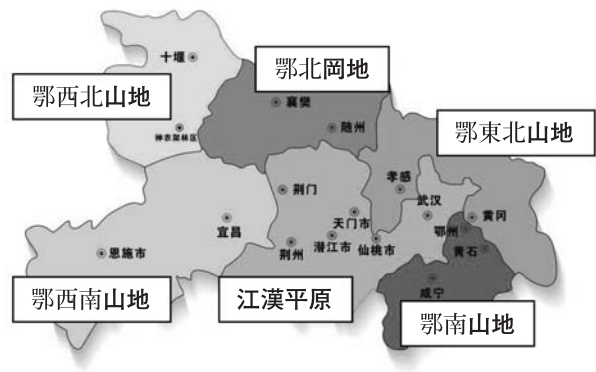 十堰
鄂北岡地
鄂西北山地
襄樊
随州
神农架林区
鄂東北山地
荆门
孝感
武汉
天门市
宜昌
鄂州
黄冈
恩施市
荆州
潜江市
仙桃市
黄石
咸宁
鄂西南山地
江漢平原
鄂南山地